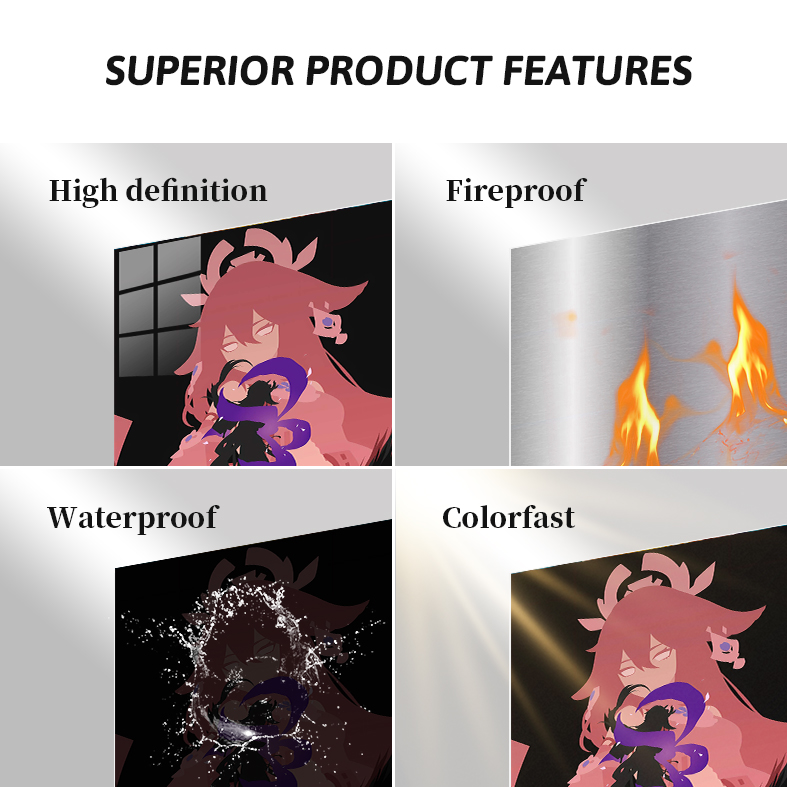 SUPERIOR PRODUCT FEATURES
High definition
Fireproof
Waterproof
Colorfast